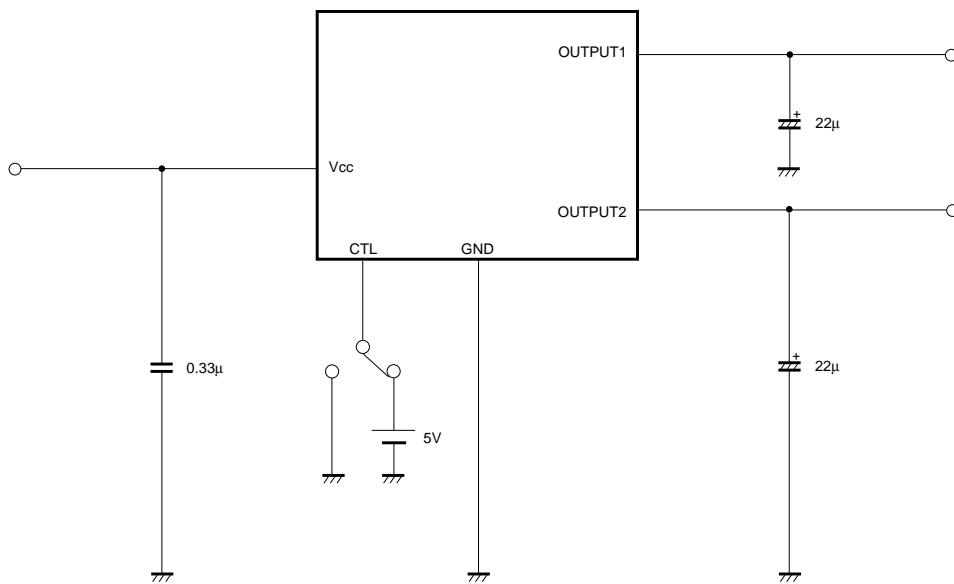 OUTPUT1
+
22μ
Vcc
OUTPUT2
CTL
GND
+
0.33μ
22μ
5V